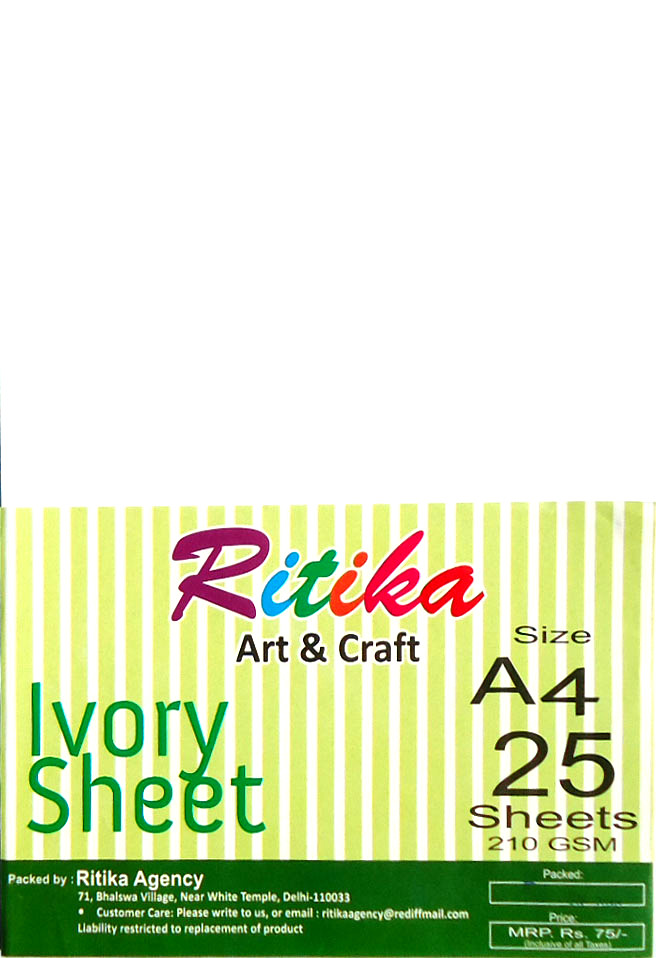 Ritika
Art & Craft
Size
A4
25
Sheets
210 GSM
Ivory
Sheet
Packed by : Ritika Agency
71, Bhalswa Village, Near White Temple, Delhi-110033
• Customer Care: Please write to us, or email : ritikaagency@rediffmail.com
Liability restricted to replacement of product
Packed:
Price:
MRP. Rs. 75/-
(Inclusive of all Taxes)